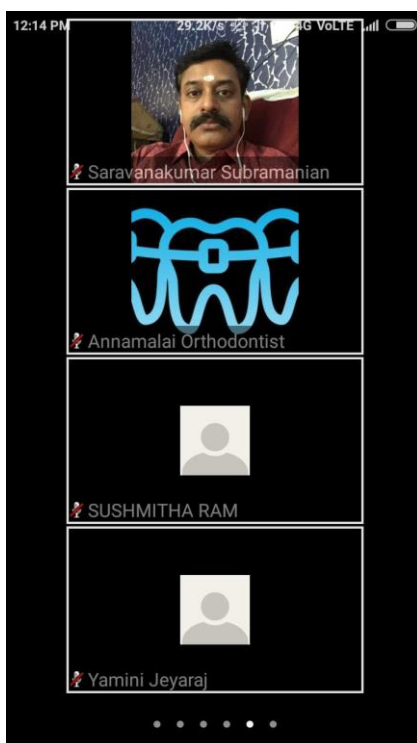 12:14 PM 29.2K/s 4G VoLTE
Saravanakumar Subramanian
Annamalai Orthodontist
SUSHMITHA RAM
Yamini Jeyaraj